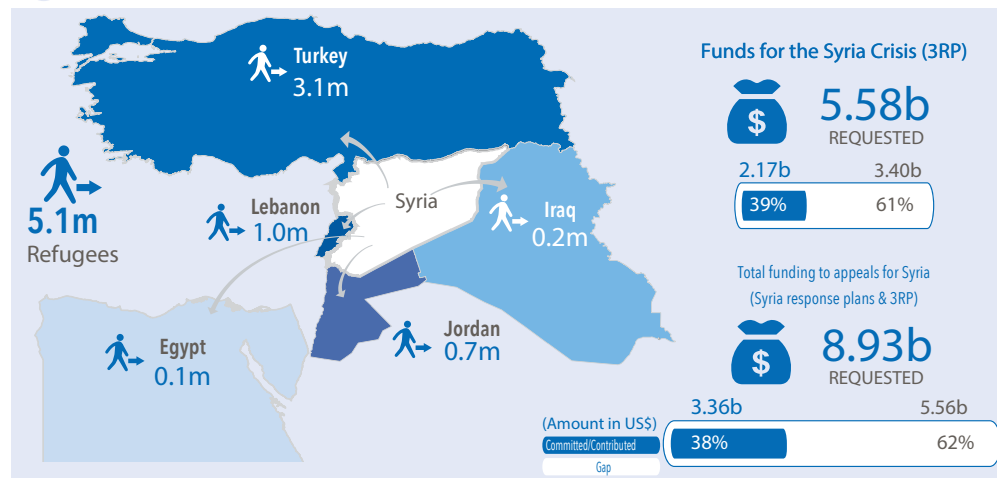 Turkey
3.1m
5.1m
Refugees
Lebanon
1.0m
Syria
Iraq
0.2m
Egypt
0.1m
Jordan
0.7m
Funds for the Syria Crisis (3RP)
$
5.58b
REQUESTED
2.17b 3.40b
39% 61%
Total funding to appeals for Syria
(Syria response plans & 3RP)
$
8.93b
REQUESTED
3.36b 5.56b
38% 62%
(Amount in US$)
Committed/Contributed
Gap